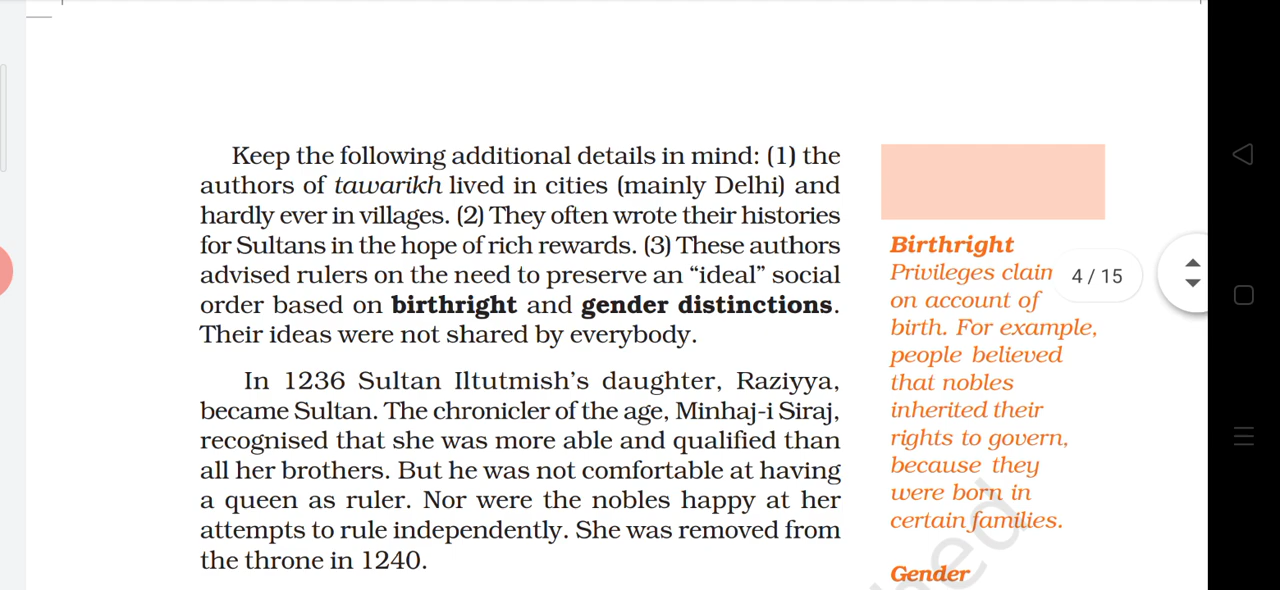 Keep the following additional details in mind: (1) the
authors of tawarikh lived in cities (mainly Delhi) and
hardly ever in villages. (2) They often wrote their histories
for Sultans in the hope of rich rewards. (3) These authors
advised rulers on the need to preserve an “ideal” social
order based on birthright and gender distinctions.
Their ideas were not shared by everybody.
In 1236 Sultan Iltutmish’s daughter, Raziyya,
became Sultan. The chronicler of the age, Minhaj-i Siraj,
recognised that she was more able and qualified than
all her brothers. But he was not comfortable at having
a queen as ruler. Nor were the nobles happy at her
attempts to rule independently. She was removed from
the throne in 1240.
Birthright
Privileges
on account of
birth. For example,
people believed
that nobles
inherited their
rights to govern,
because they
were born in
certain families.
Gender
4 / 15